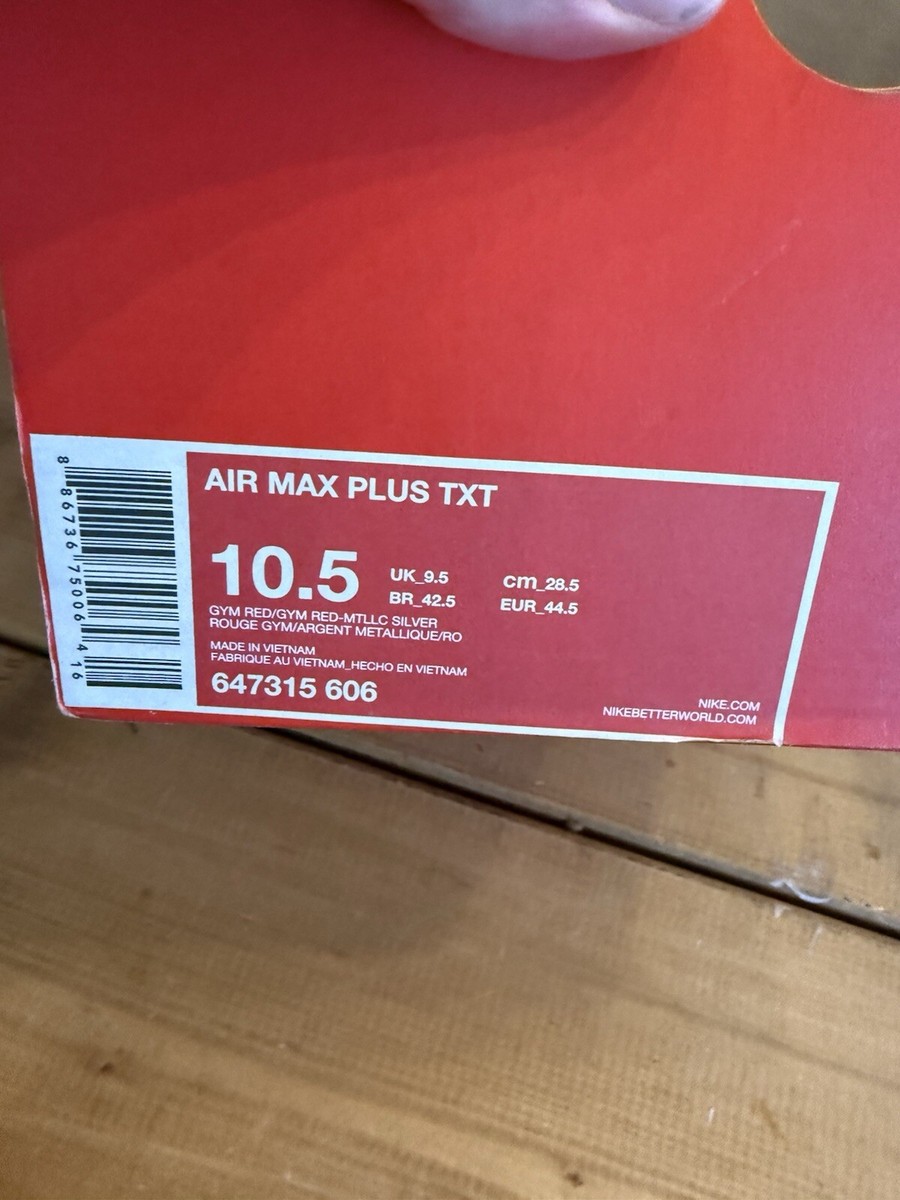 AIR MAX PLUS TXT
10.5 UK_9.5 cm_28.5
BR_42.5 EUR_44.5
GYM RED/GYM RED-MTLLC SILVER
ROUGE GYM/ARGENT METALLIQUE/RO
MADE IN VIETNAM
FABRIQUE AU VIETNAM_HECHO EN VIETNAM
647315 606
NIKE.COM
NIKEBETTERWORLD.COM
8 86736 75006 4 16